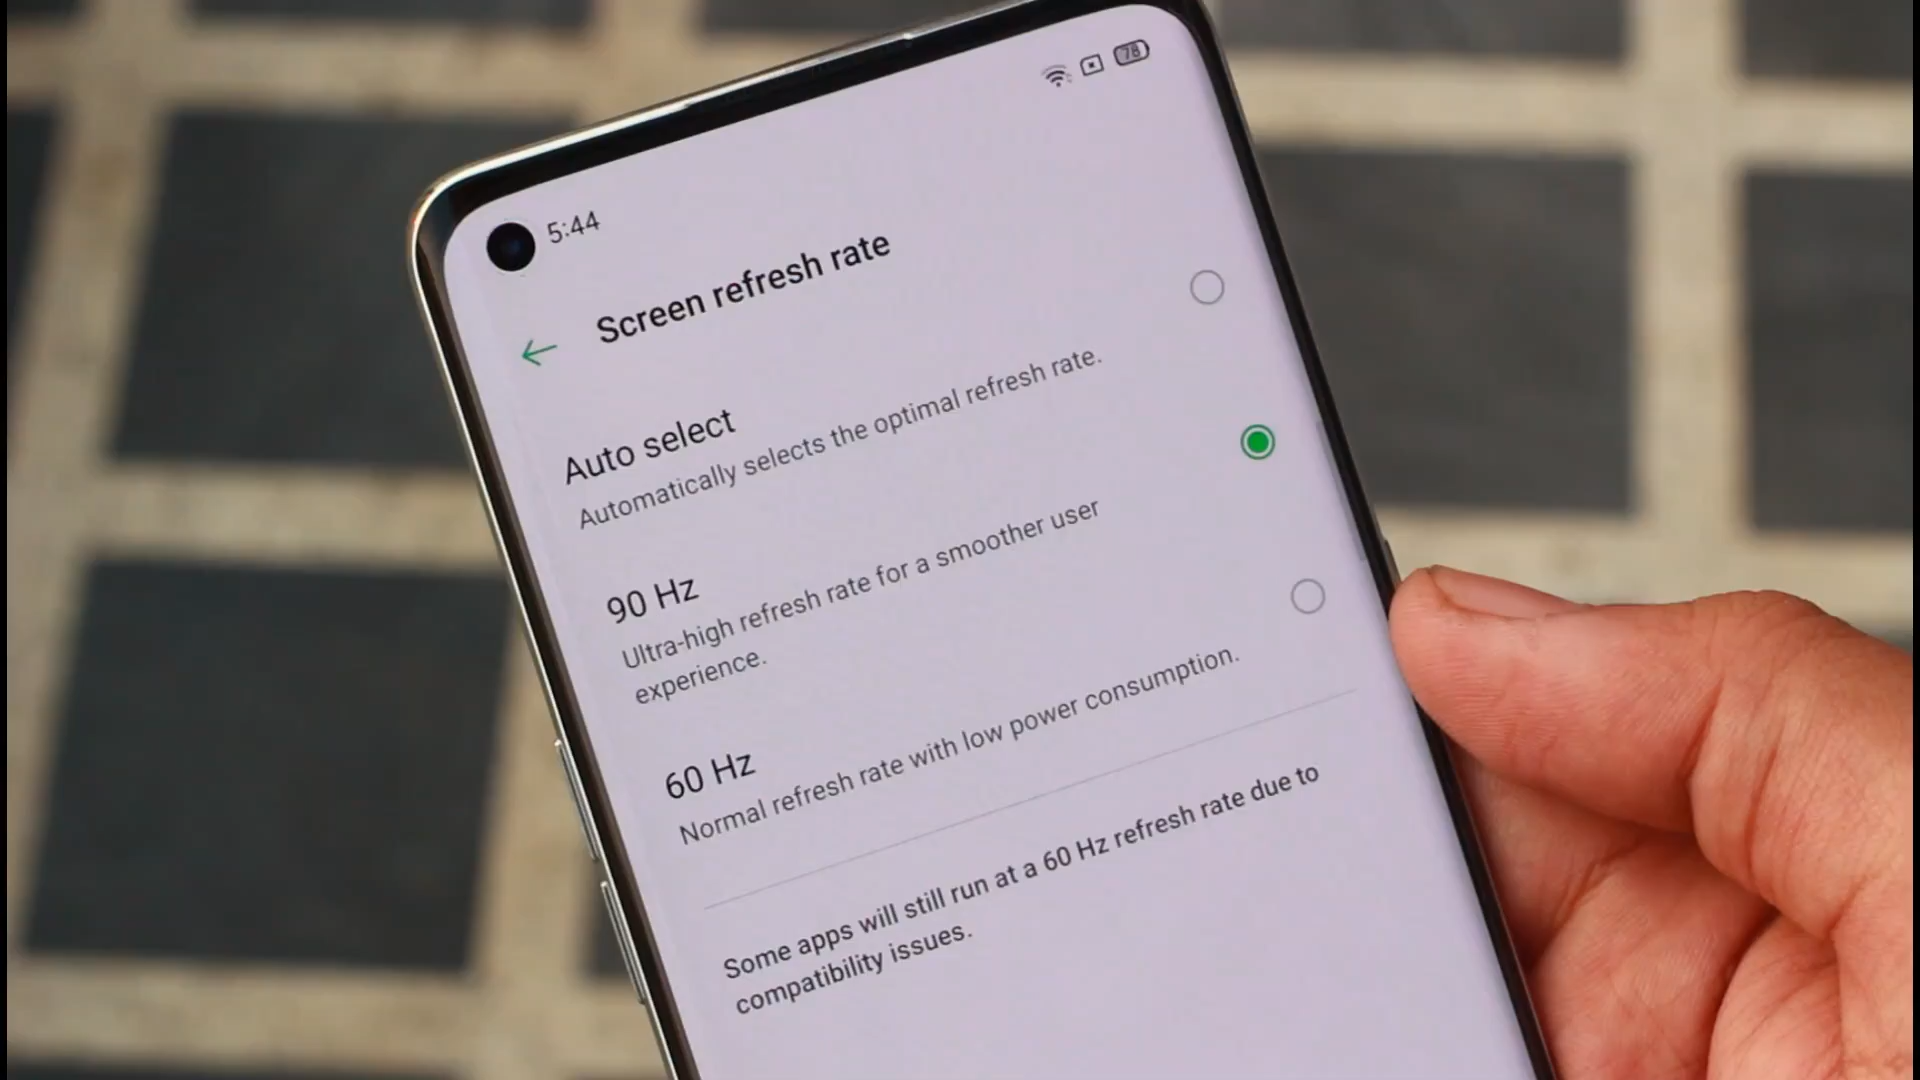 5:44
78
Screen refresh rate
Auto select
Automatically selects the optimal refresh rate.
90 Hz
Ultra-high refresh rate for a smoother user
experience.
60 Hz
Normal refresh rate with low power consumption.
Some apps will still run at a 60 Hz refresh rate due to
compatibility issues.